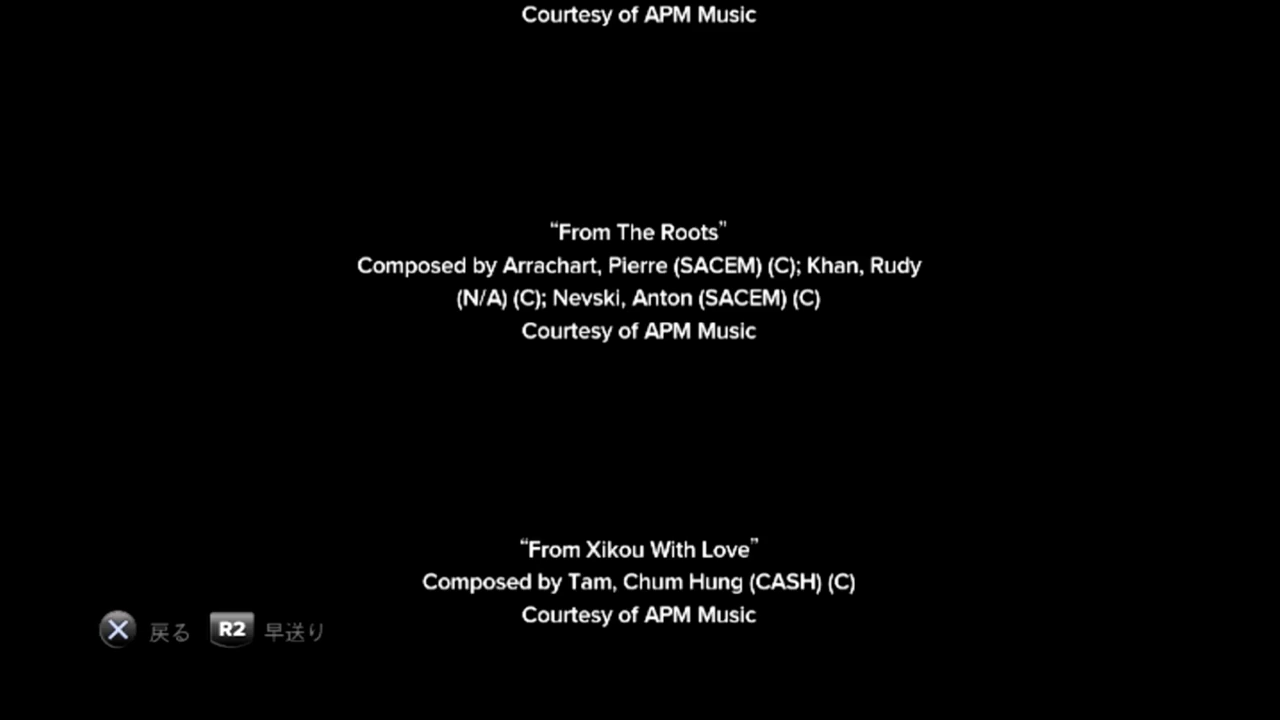 Courtesy of APM Music
“From The Roots”
Composed by Arrachart, Pierre (SACEM) (C); Khan, Rudy
(N/A) (C); Nevski, Anton (SACEM) (C)
Courtesy of APM Music
“From Xikou With Love”
Composed by Tam, Chum Hung (CASH) (C)
Courtesy of APM Music
戻る R2 早送り